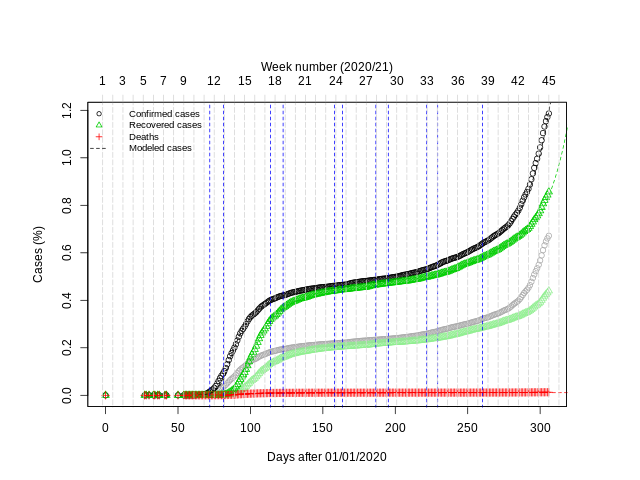 Week number (2020/21)
1 3 5 7 9 12 15 18 21 24 27 30 33 36 39 42 45
Confirmed cases
Recovered cases
Deaths
Modeled cases
Cases (%)
1.2
1.0
0.8
0.6
0.4
0.2
0.0
0 50 100 150 200 250 300
Days after 01/01/2020